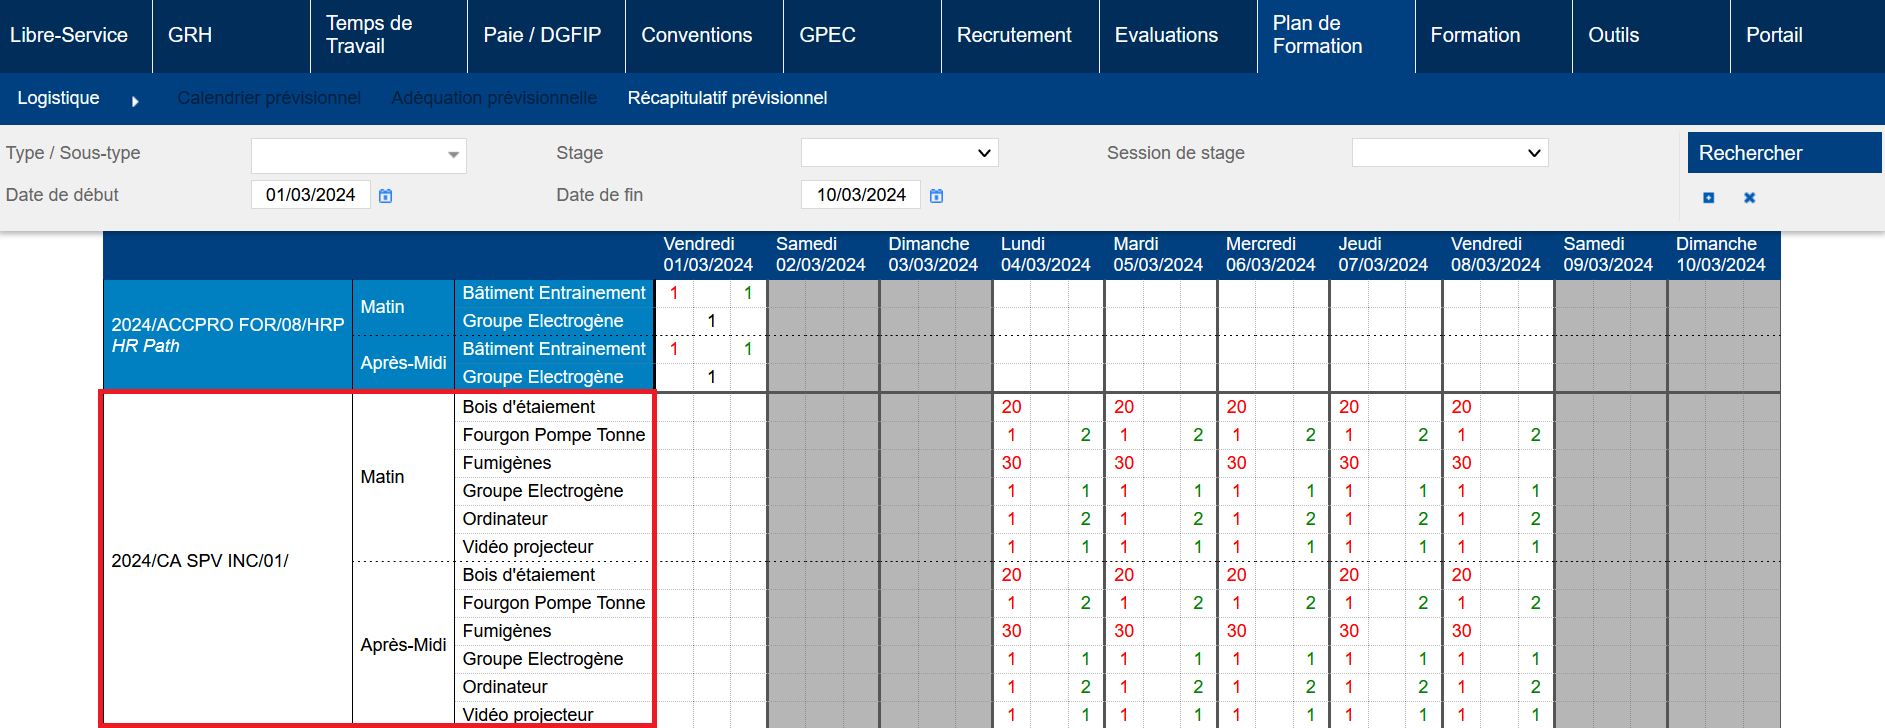 Libre-Service GRH Temps de Travail Paie / DGFIP Conventions GPEC Recrutement Evaluations Plan de Formation Formation Outils Portail
Logistique Calendrier prévisionnel Adéquation prévisionnelle Récapitulatif prévisionnel
Type / Sous-type Stage Session de stage Rechercher
Date de début 01/03/2024 Date de fin 10/03/2024
Vendredi Samedi Dimanche Lundi Mardi Mercredi Jeudi Vendredi Samedi Dimanche
01/03/2024 02/03/2024 03/03/2024 04/03/2024 05/03/2024 06/03/2024 07/03/2024 08/03/2024 09/03/2024 10/03/2024
2024/ACCPRO FOR/08/HRP
HR Path
Matin
Bâtiment Entrainement 1 1
Groupe Electrogène 1
Après-Midi
Bâtiment Entrainement 1 1
Groupe Electrogène 1
2024/CA SPV INC/01/
Matin
Bois d'étaiement 20 20 20 20 20
Fourgon Pompe Tonne 1 2 1 2 1 2 1 2 1 2
Fumigènes 30 30 30 30 30
Groupe Electrogène 1 1 1 1 1 1 1 1 1 1
Ordinateur 1 2 1 2 1 2 1 2 1 2
Vidéo projecteur 1 1 1 1 1 1 1 1 1 1
Après-Midi
Bois d'étaiement 20 20 20 20 20
Fourgon Pompe Tonne 1 2 1 2 1 2 1 2 1 2
Fumigènes 30 30 30 30 30
Groupe Electrogène 1 1 1 1 1 1 1 1 1 1
Ordinateur 1 2 1 2 1 2 1 2 1 2
Vidéo projecteur 1 1 1 1 1 1 1 1 1 1